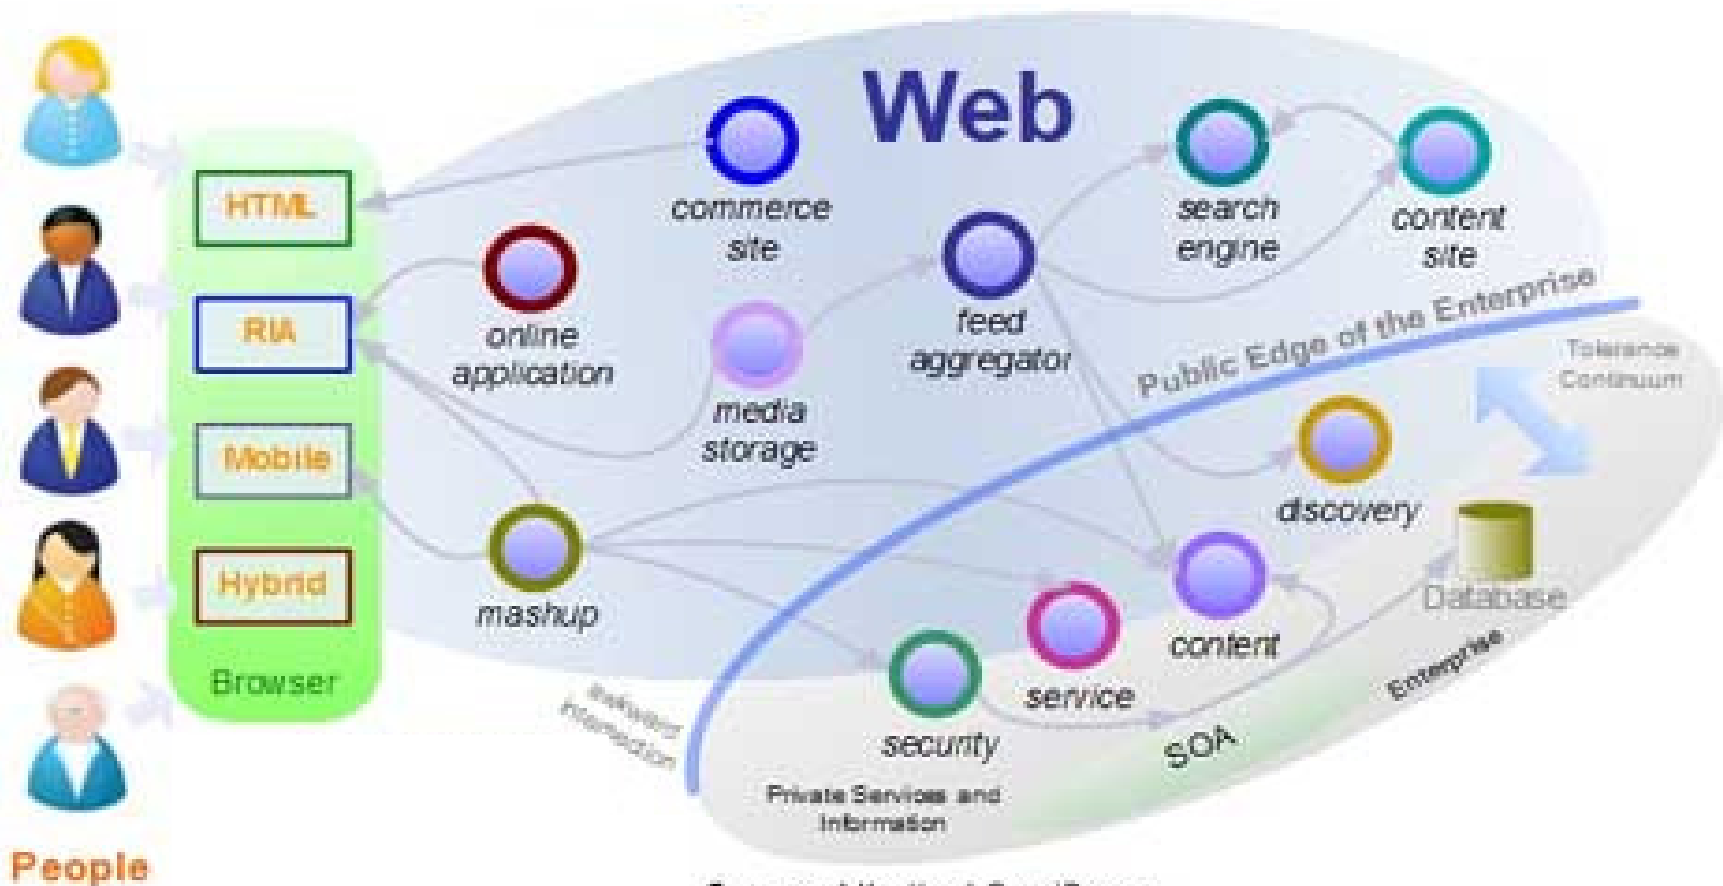 Web
HTML
commerce
site
search
engine
content
site
RIA
online
application
feed
aggregator
Public Edge of the Enterprise
Tolerance
Continuum
Mobile
media
storage
discovery
Hybrid
mashup
content
Database
Browser
service
Enterprise
security
SOA
Awkward
Intersection
Private Services and
Information
People